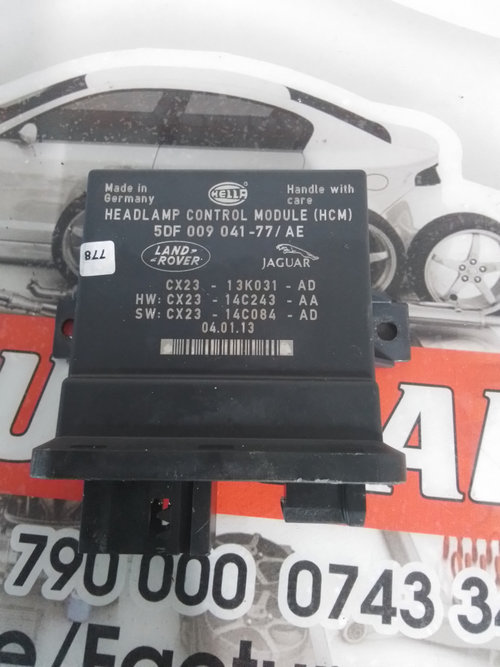 Made in
Germany
HELLA
Handle with
care
HEADLAMP CONTROL MODULE (HCM)
5DF 009 041-77/AE
LAND-
ROVER
JAGUAR
778
CX23 - 13K031 - AD
HW: CX23 - 14C243 - AA
SW: CX23 - 14C084 - AD
04.01.13
790 000 0743 34